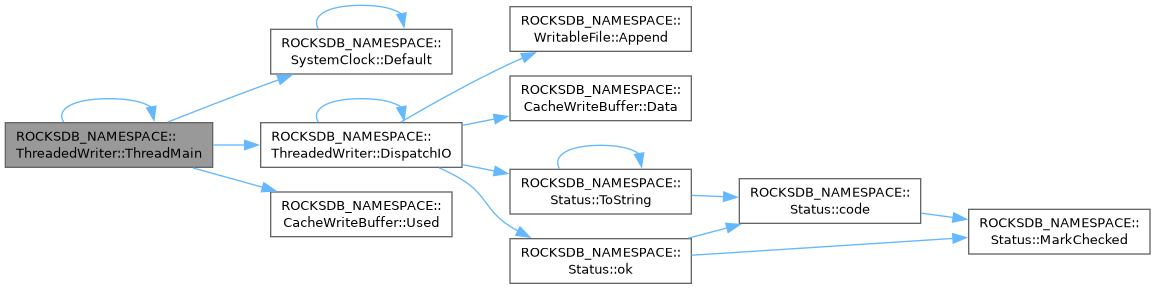 ROCKSDB_NAMESPACE::
ThreadedWriter::ThreadMain
ROCKSDB_NAMESPACE::
SystemClock::Default
ROCKSDB_NAMESPACE::
ThreadedWriter::DispatchIO
ROCKSDB_NAMESPACE::
CacheWriteBuffer::Used
ROCKSDB_NAMESPACE::
WritableFile::Append
ROCKSDB_NAMESPACE::
CacheWriteBuffer::Data
ROCKSDB_NAMESPACE::
Status::ToString
ROCKSDB_NAMESPACE::
Status::ok
ROCKSDB_NAMESPACE::
Status::code
ROCKSDB_NAMESPACE::
Status::MarkChecked